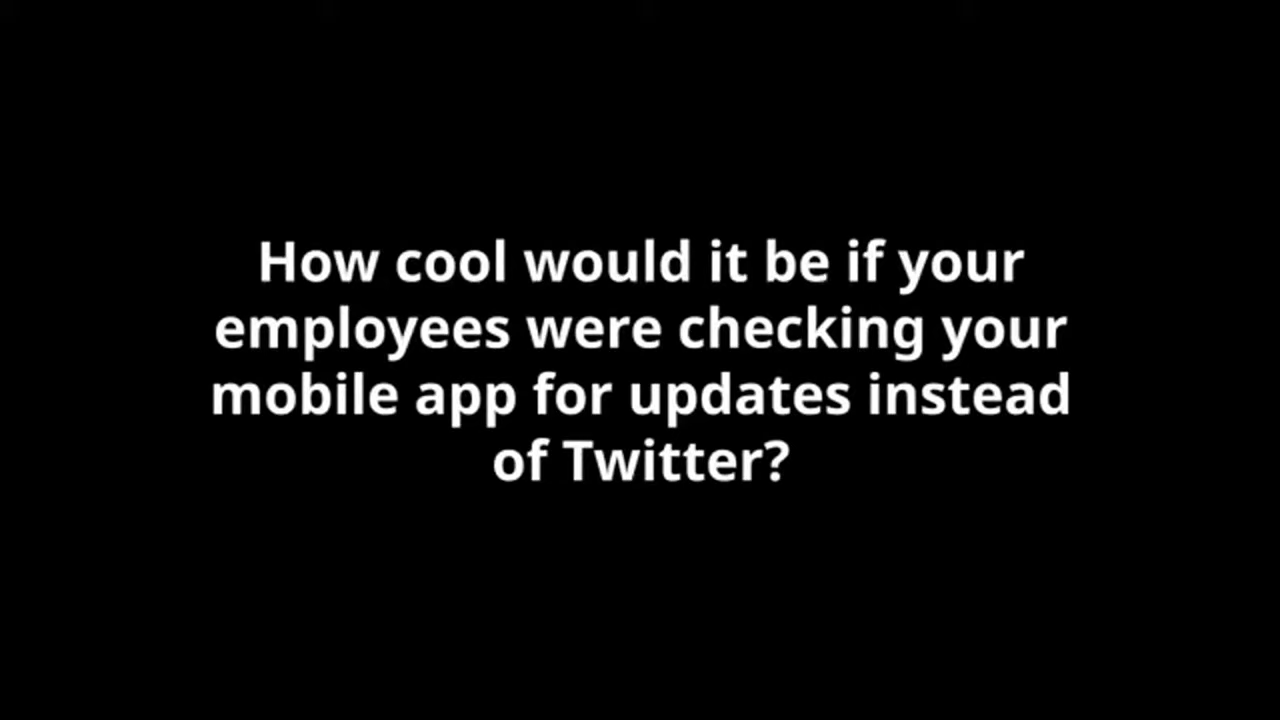 How cool would it be if your
employees were checking your
mobile app for updates instead
of Twitter?